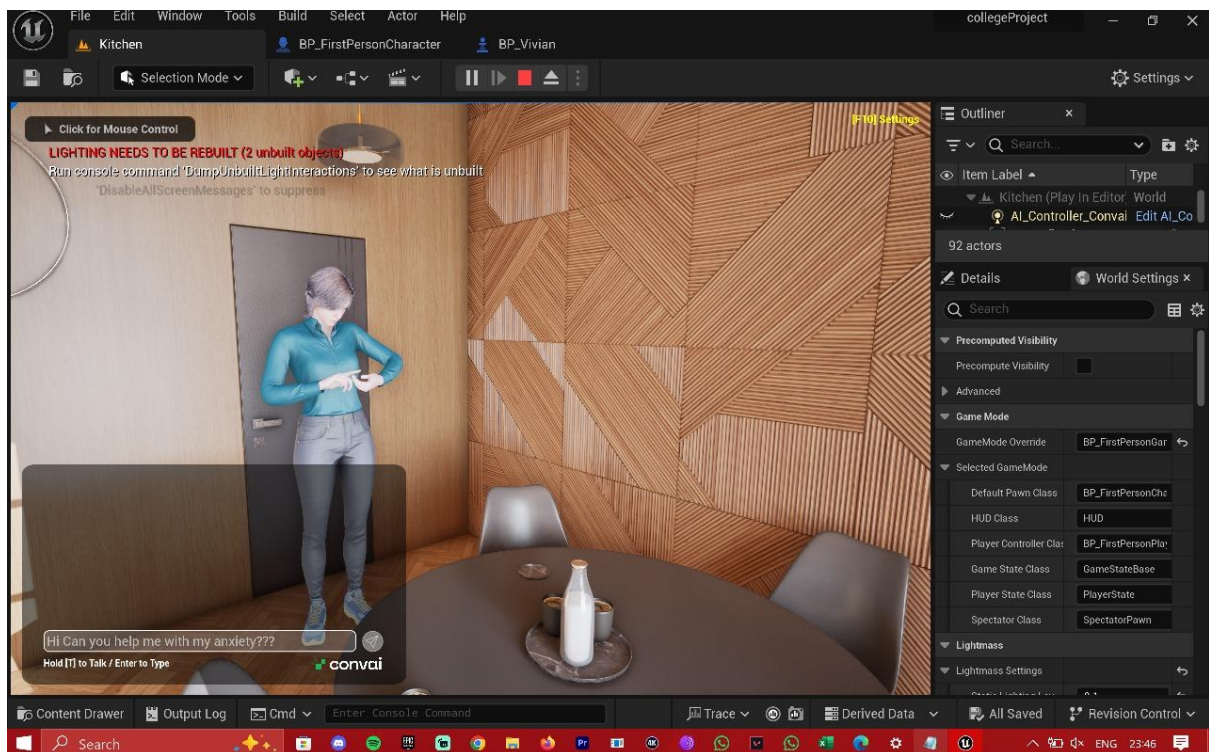 File Edit Window Tools Build Select Actor Help
collegeProject
Kitchen
BP_FirstPersonCharacter
BP_Vivian
Selection Mode
Settings
Click for Mouse Control
[F10] Settings
LIGHTING NEEDS TO BE REBUILT (2 unbuilt objects)
Run console command 'DumpUnbuiltLightInteractions' to see what is unbuilt
'DisableAllScreenMessages' to suppress
Hi Can you help me with my anxiety???
Hold [T] to Talk / Enter to Type
convai
Outliner
Search...
Item Label
Type
Kitchen (Play In Editor) World
AI_Controller_Convai Edit AI_Co
92 actors
Details
World Settings
Search
Precomputed Visibility
Precompute Visibility
Advanced
Game Mode
GameMode Override BP_FirstPersonGar
Selected GameMode
Default Pawn Class BP_FirstPersonCha
HUD Class HUD
Player Controller Clas BP_FirstPersonPlay
Game State Class GameStateBase
Player State Class PlayerState
Spectator Class SpectatorPawn
Lightmass
Lightmass Settings
Content Drawer
Output Log
Cmd
Enter Console Command
Trace
Derived Data
All Saved
Revision Control
Search
Pr
4K
ENG 23:46